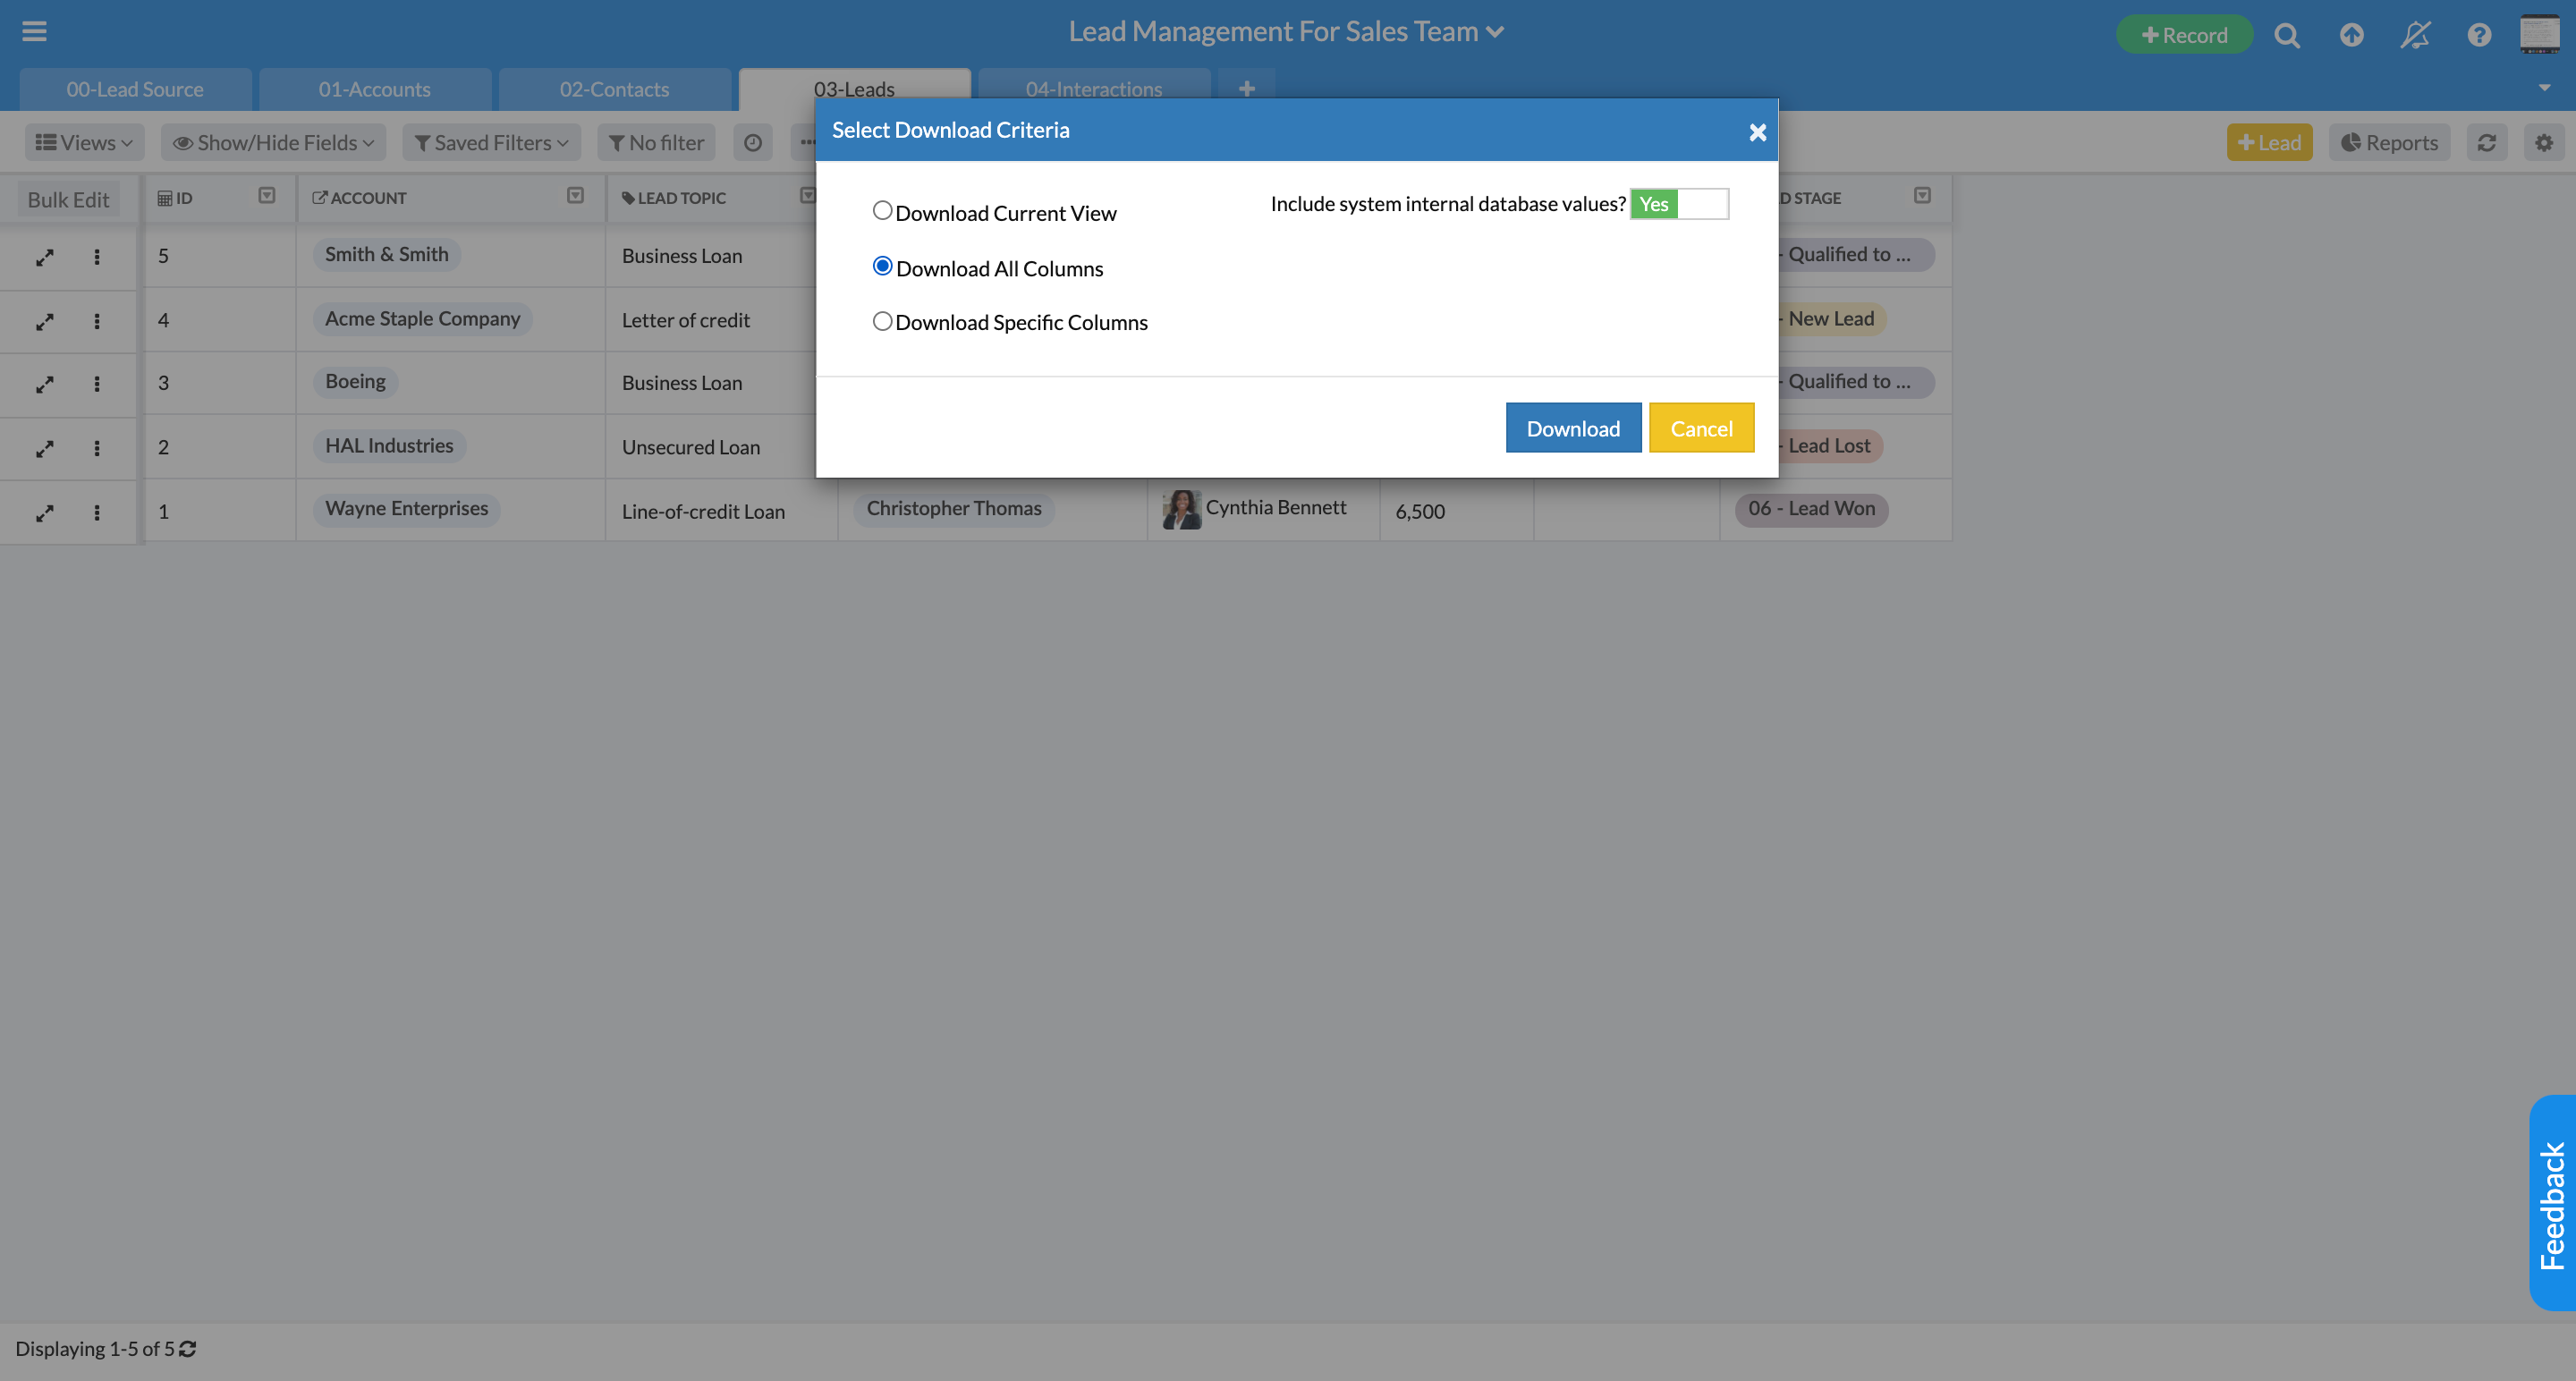 Lead Management For Sales Team
Record
00-Lead Source
01-Accounts
02-Contacts
03-Leads
04-Interactions
Views
Show/Hide Fields
Saved Filters
No filter
Lead
Reports
Select Download Criteria
Download Current View
Include system internal database values? Yes
Download All Columns
Download Specific Columns
Download
Cancel
Bulk Edit
ID
ACCOUNT
LEAD TOPIC
D STAGE
5
Smith & Smith
Business Loan
- Qualified to ...
4
Acme Staple Company
Letter of credit
- New Lead
3
Boeing
Business Loan
- Qualified to ...
2
HAL Industries
Unsecured Loan
- Lead Lost
1
Wayne Enterprises
Line-of-credit Loan
Christopher Thomas
Cynthia Bennett
6,500
06 - Lead Won
Feedback
Displaying 1-5 of 5